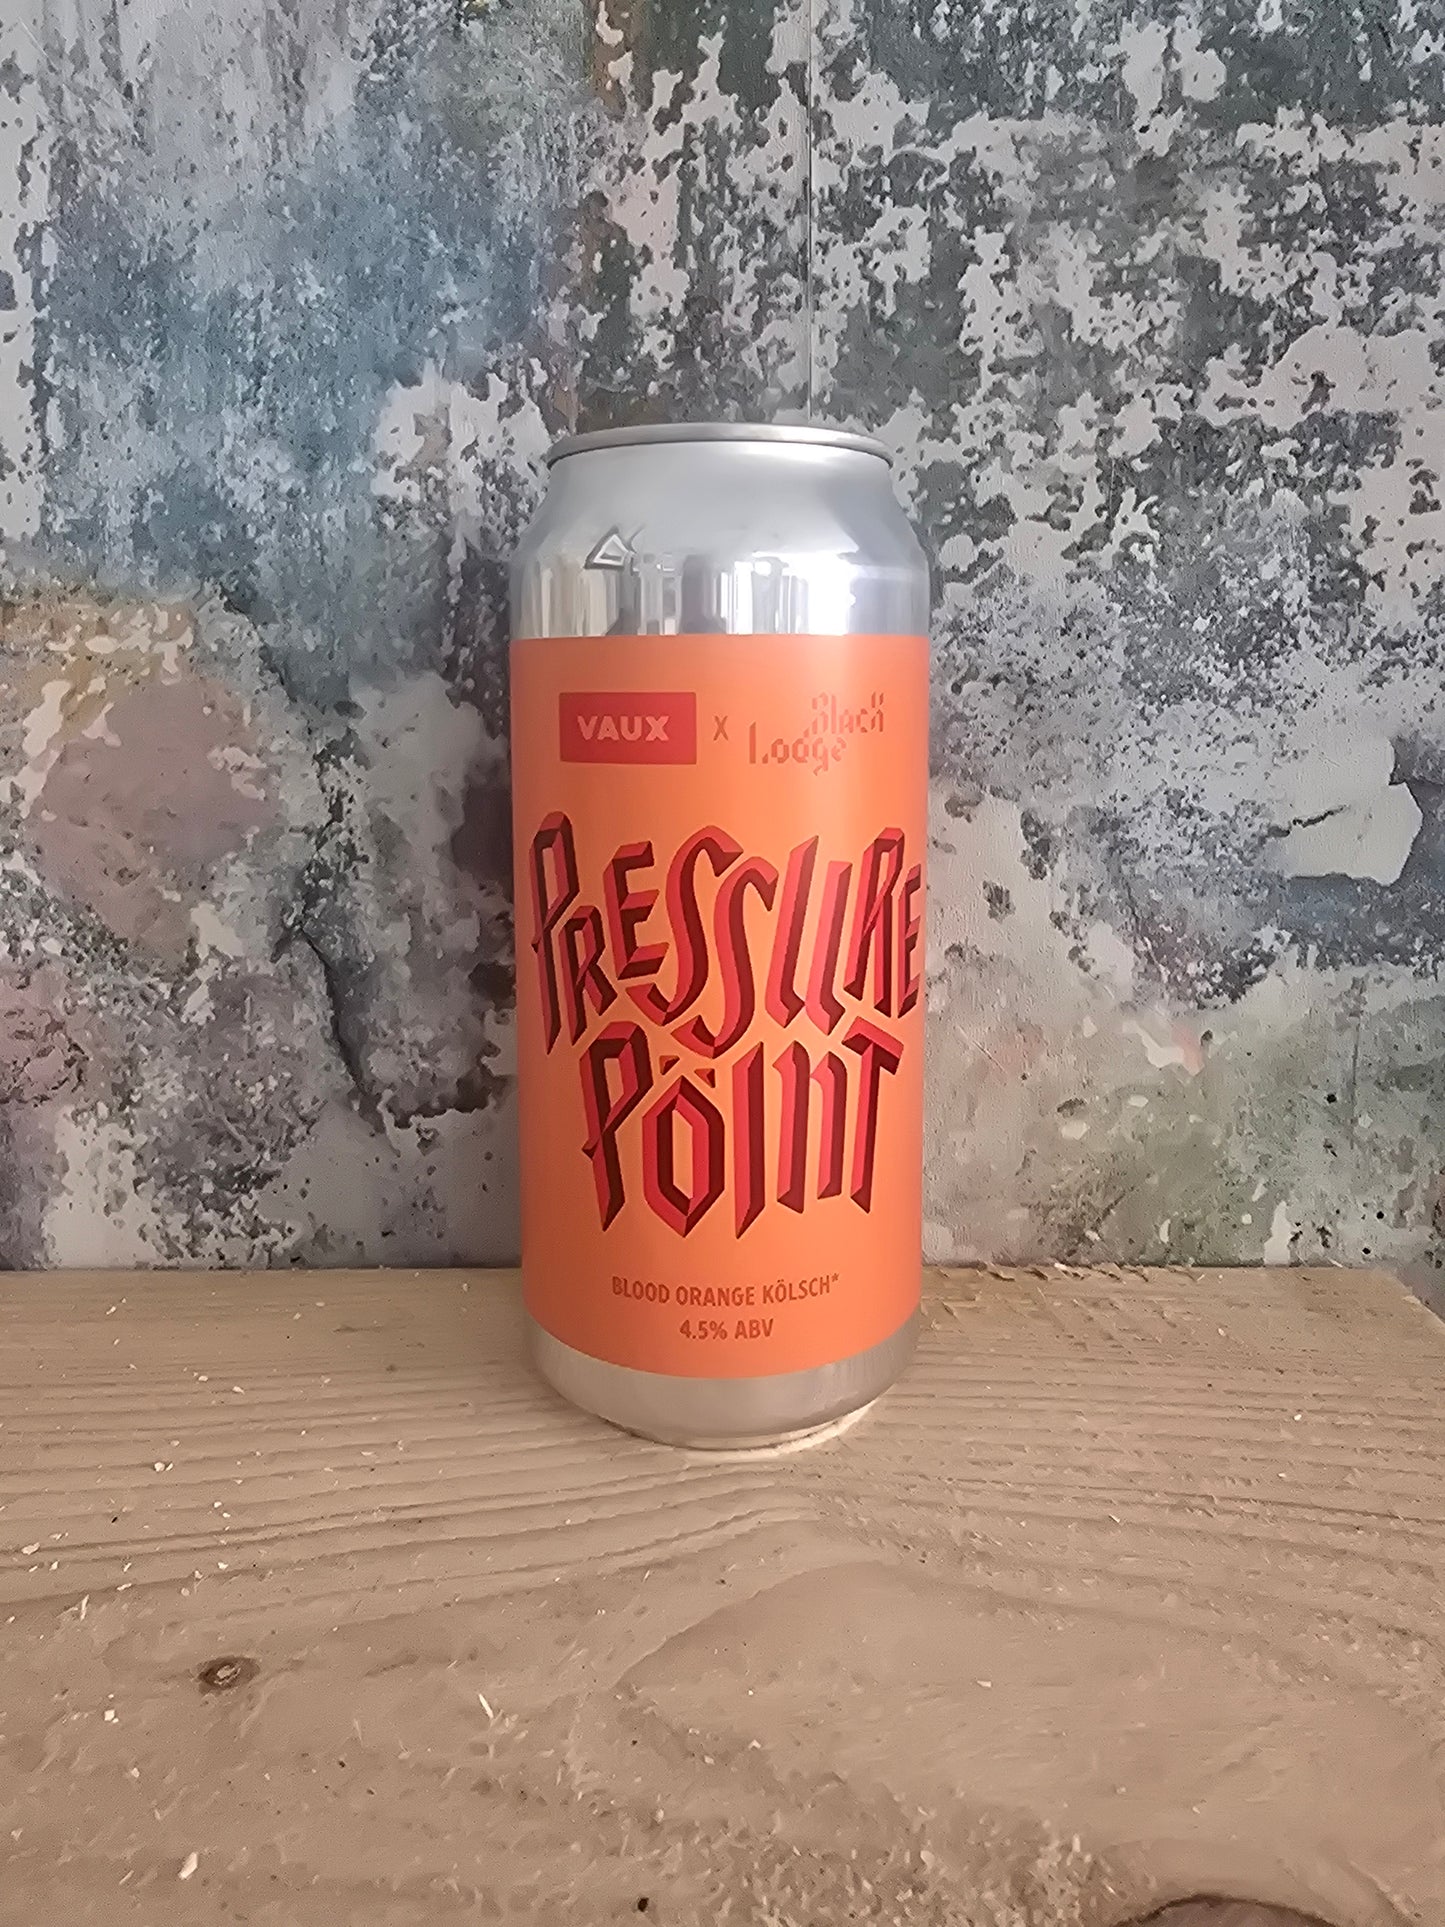 VAUX X Black
Lodge
PRESSURE
POINT
BLOOD ORANGE KÖLSCH*
4.5% ABV